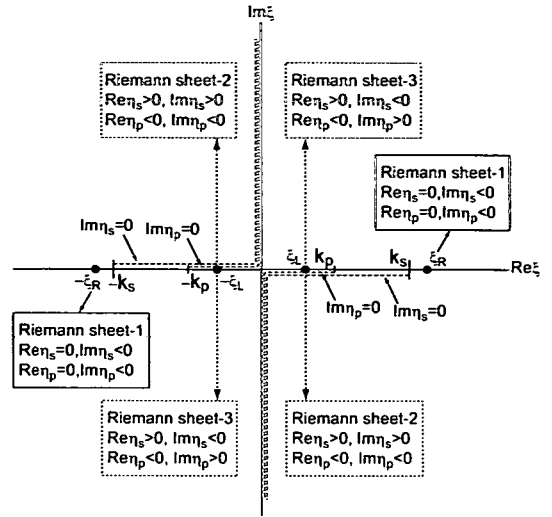 Imξ
Riemann sheet-2
Reηs>0, Imηs>0
Reηp<0, Imηp<0
Riemann sheet-3
Reηs>0, Imηs<0
Reηp<0, Imηp>0
Riemann sheet-1
Reηs=0,Imηs<0
Reηp=0,Imηp<0
Imηs=0
Imηp=0
ξL
kp
ks
ξR
Reξ
-ξR
-ks
-kp
-ξL
Imηp=0
Imηs=0
Riemann sheet-1
Reηs=0,Imηs<0
Reηp=0,Imηp<0
Riemann sheet-3
Reηs>0, Imηs<0
Reηp<0, Imηp>0
Riemann sheet-2
Reηs>0, Imηs>0
Reηp<0, Imηp<0